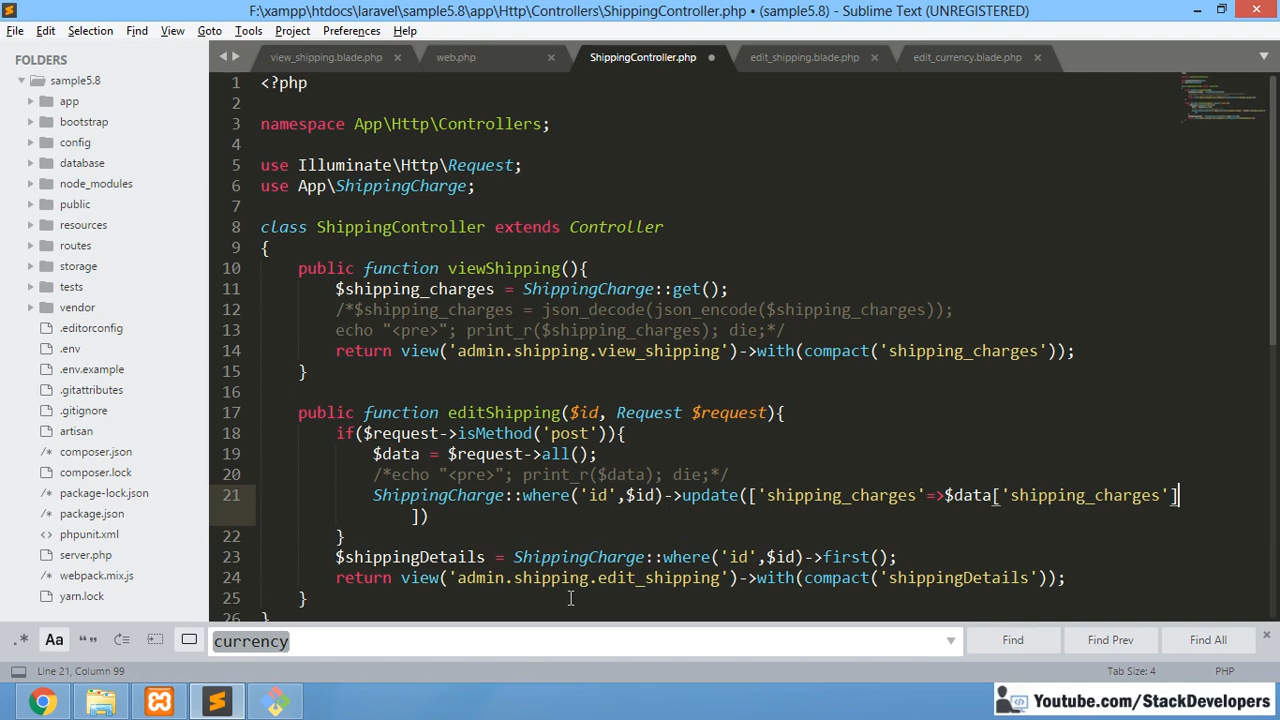 F:\xampp\htdocs\laravel\sample5.8\app\Http\Controllers\ShippingController.php • (sample5.8) - Sublime Text (UNREGISTERED)
File Edit Selection Find View Goto Tools Project Preferences Help
FOLDERS
sample5.8
app
bootstrap
config
database
node_modules
public
resources
routes
storage
tests
vendor
.editorconfig
.env
.env.example
.gitattributes
.gitignore
artisan
/* composer.json
composer.lock
/* package-lock.json
/* package.json
phpunit.xml
server.php
/* webpack.mix.js
yarn.lock
view_shipping.blade.php × web.php × ShippingController.php • edit_shipping.blade.php × edit_currency.blade.php ×
1 <?php
2
3 namespace App\Http\Controllers;
4
5 use Illuminate\Http\Request;
6 use App\ShippingCharge;
7
8 class ShippingController extends Controller
9 {
10 public function viewShipping(){
11 $shipping_charges = ShippingCharge::get();
12 /*$shipping_charges = json_decode(json_encode($shipping_charges));
13 echo "<pre>"; print_r($shipping_charges); die;*/
14 return view('admin.shipping.view_shipping')->with(compact('shipping_charges'));
15 }
16
17 public function editShipping($id, Request $request){
18 if($request->isMethod('post')){
19 $data = $request->all();
20 /*echo "<pre>"; print_r($data); die;*/
21 ShippingCharge::where('id',$id)->update(['shipping_charges'=>$data['shipping_charges']
])
22 }
23 $shippingDetails = ShippingCharge::where('id',$id)->first();
24 return view('admin.shipping.edit_shipping')->with(compact('shippingDetails'));
25 }
26 }
.* Aa “” currency Find Find Prev Find All ×
Line 21, Column 99 Tab Size: 4 PHP
Youtube.com/StackDevelopers